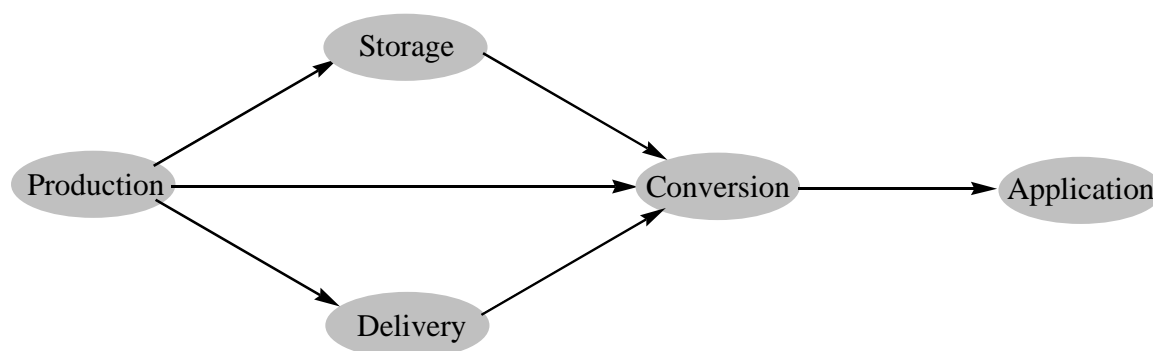 Storage
Production
Conversion
Application
Delivery